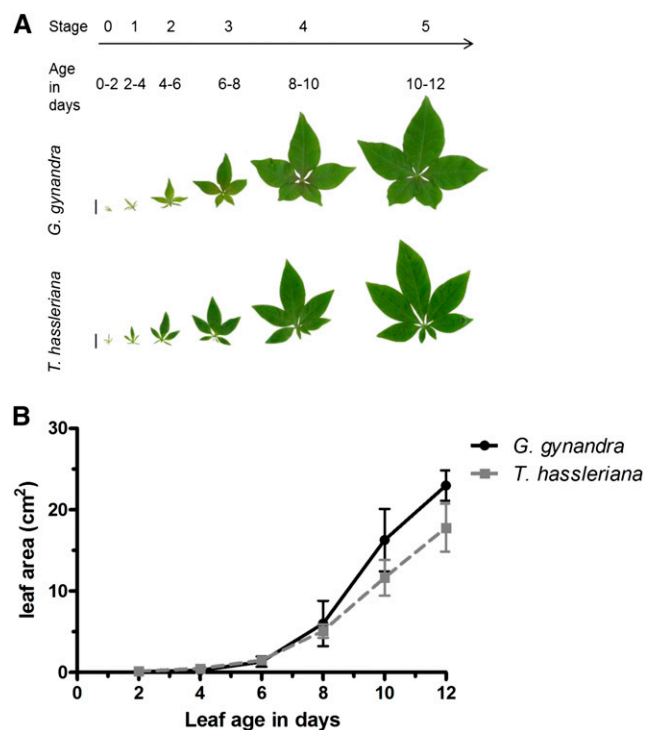 A
Stage 0 1 2 3 4 5
Age in days 0-2 2-4 4-6 6-8 8-10 10-12
G. gynandra
T. hassleriana
B
leaf area (cm²)
30
20
10
0
0 2 4 6 8 10 12
Leaf age in days
G. gynandra
T. hassleriana